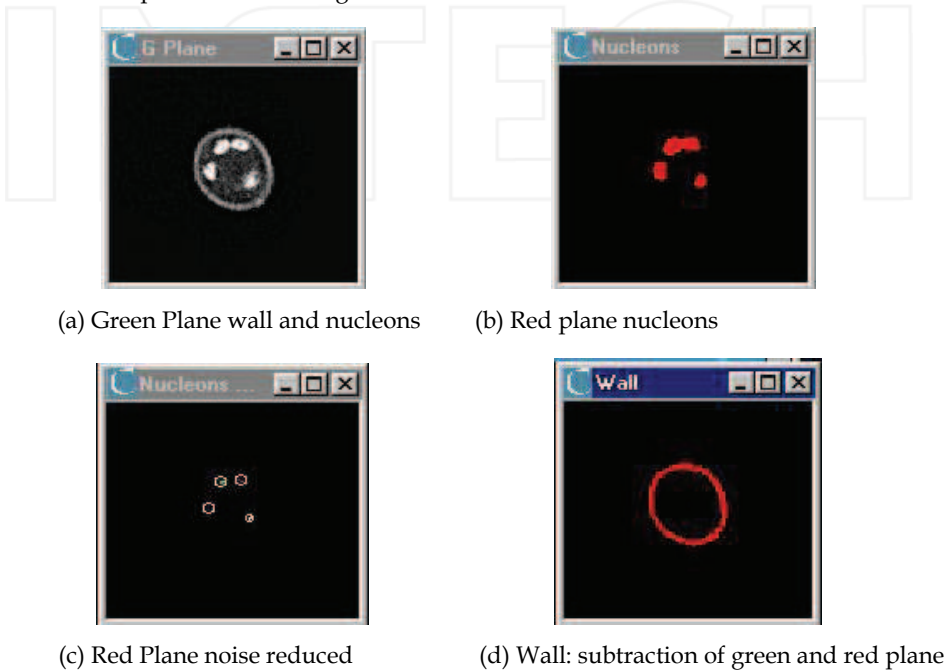 G Plane
Nucleons
(a) Green Plane wall and nucleons
(b) Red plane nucleons
Nucleons ...
Wall
(c) Red Plane noise reduced
(d) Wall: subtraction of green and red plane